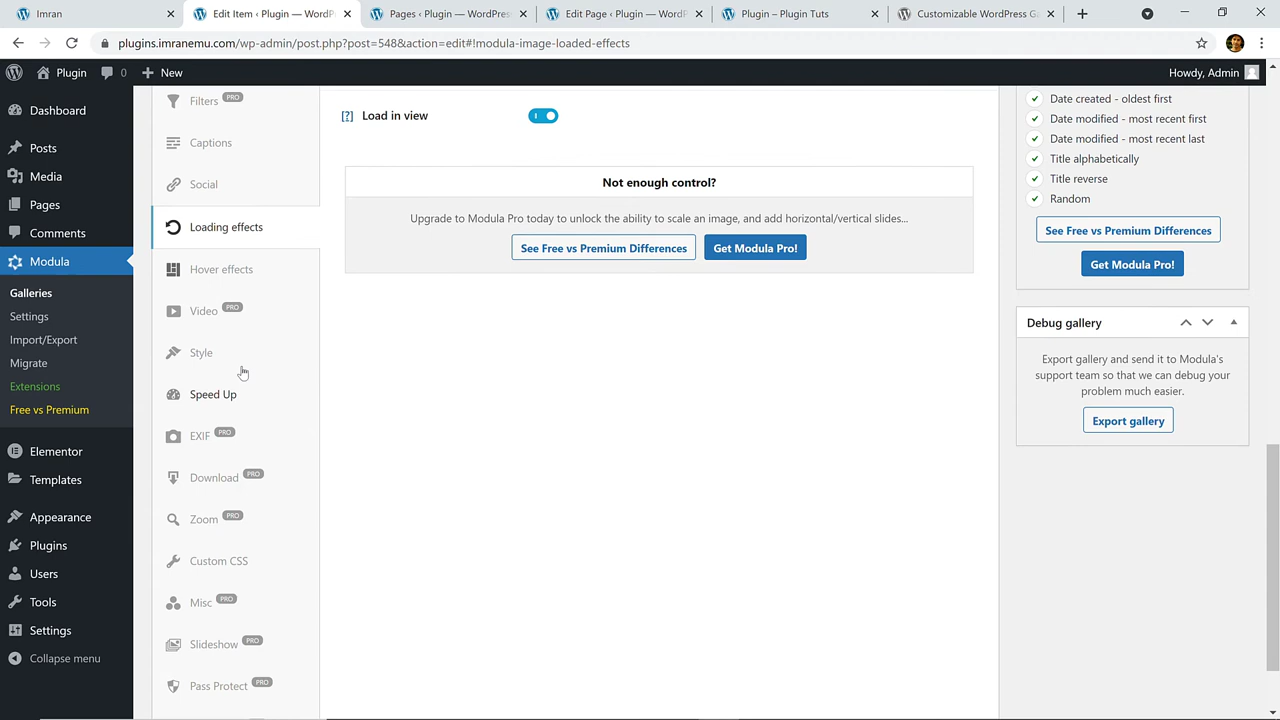 Imran
Edit Item ‹ Plugin — WordPr
Pages ‹ Plugin — WordPress
Edit Page ‹ Plugin — WordPr
Plugin – Plugin Tuts
Customizable WordPress Ga
plugins.imranemu.com/wp-admin/post.php?post=548&action=edit#!modula-image-loaded-effects
Plugin
0
New
Howdy, Admin
Dashboard
Posts
Media
Pages
Comments
Modula
Galleries
Settings
Import/Export
Migrate
Extensions
Free vs Premium
Elementor
Templates
Appearance
Plugins
Users
Tools
Settings
Collapse menu
Filters PRO
Captions
Social
Loading effects
Hover effects
Video PRO
Style
Speed Up
EXIF PRO
Download PRO
Zoom PRO
Custom CSS
Misc PRO
Slideshow PRO
Pass Protect PRO
[?] Load in view
Not enough control?
Upgrade to Modula Pro today to unlock the ability to scale an image, and add horizontal/vertical slides...
See Free vs Premium Differences
Get Modula Pro!
Date created - oldest first
Date modified - most recent first
Date modified - most recent last
Title alphabetically
Title reverse
Random
See Free vs Premium Differences
Get Modula Pro!
Debug gallery
Export gallery and send it to Modula's
support team so that we can debug your
problem much easier.
Export gallery